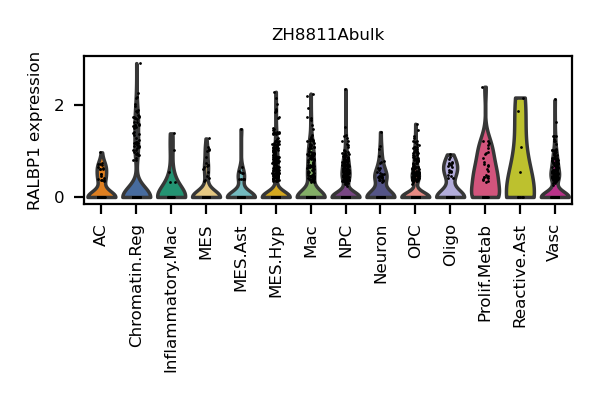 ZH8811Abulk
RALBP1 expression
2
0
AC
Chromatin.Reg
Inflammatory.Mac
MES
MES.Ast
MES.Hyp
Mac
NPC
Neuron
OPC
Oligo
Prolif.Metab
Reactive.Ast
Vasc